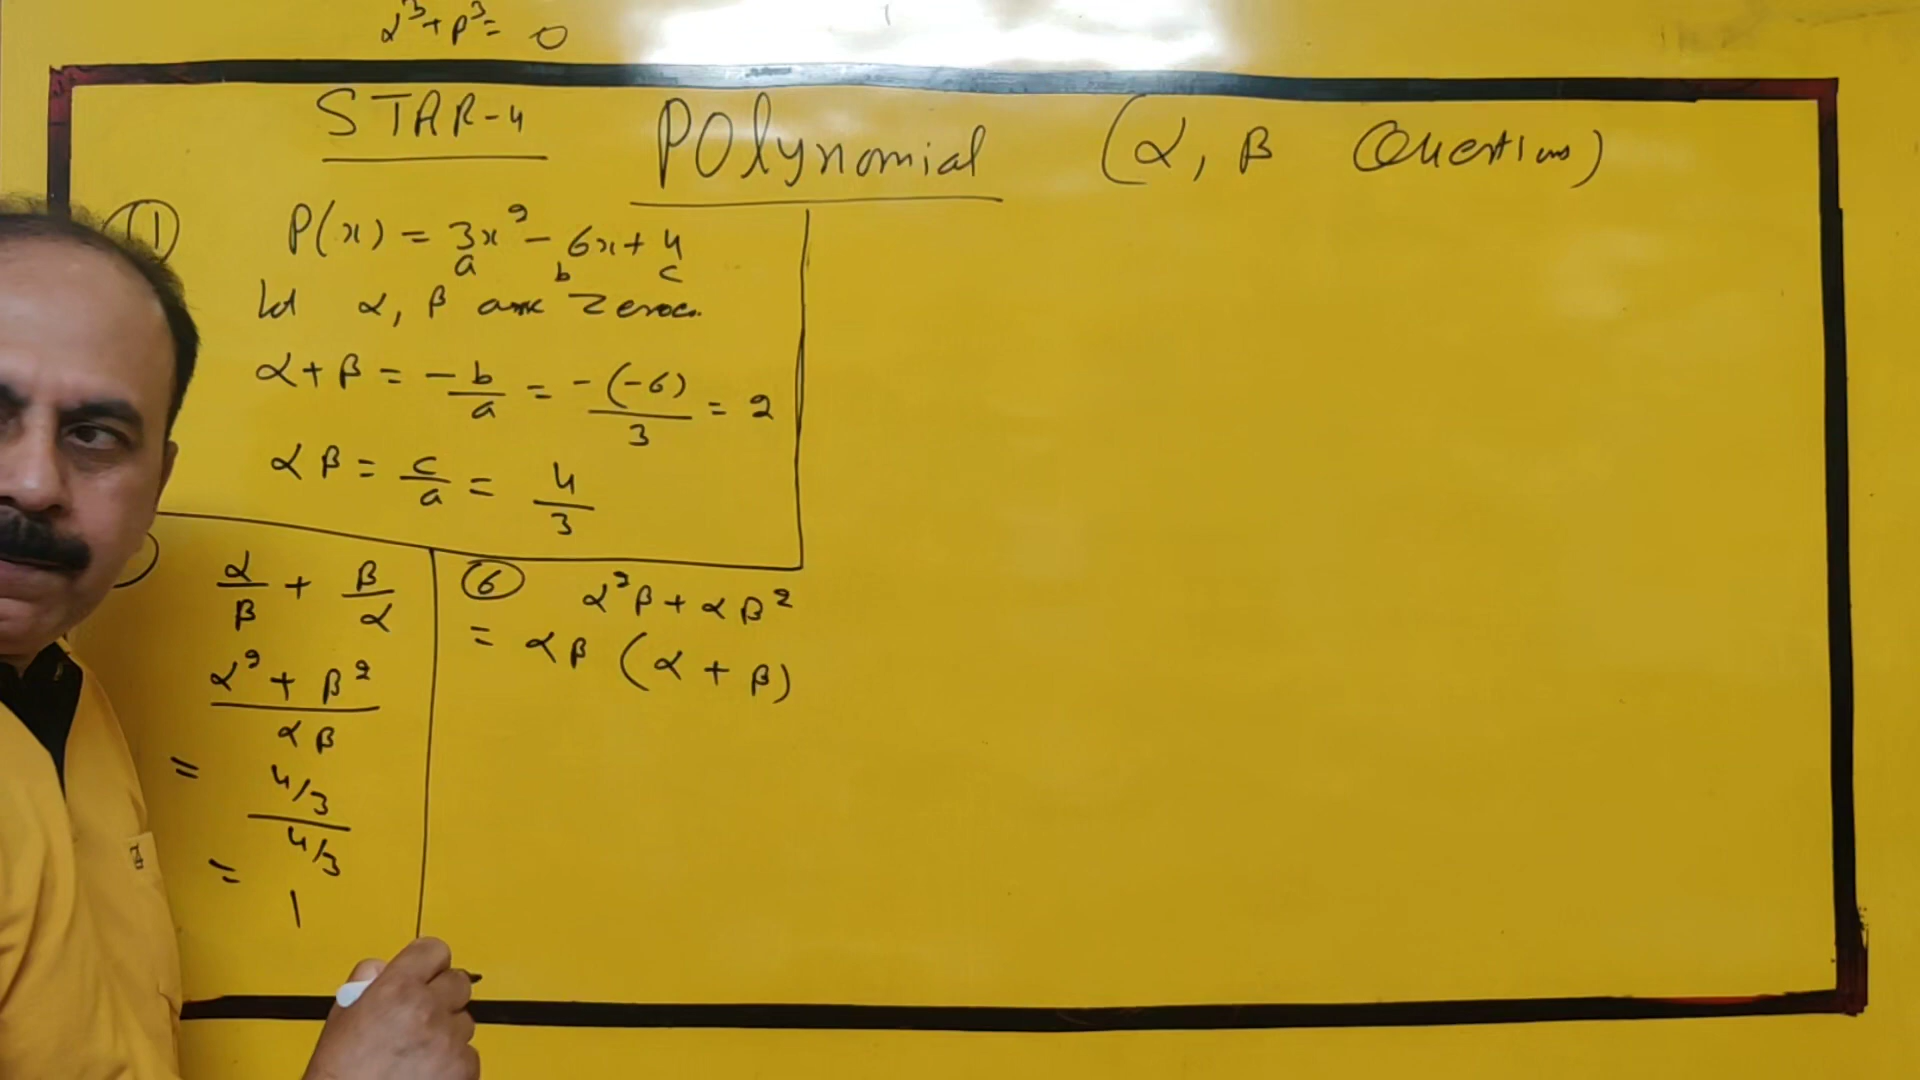 α³+β³= 0
STAR-4
POlynomial (α, β Questions)
① P(x) = 3x² - 6x + 4
a b c
let α, β are zeroes.
α + β = -b/a = -(-6)/3 = 2
αβ = c/a = 4/3
α/β + β/α
α² + β²/αβ
= 4/3/4/3
= 1
⑥ α²β + αβ²
= αβ (α + β)